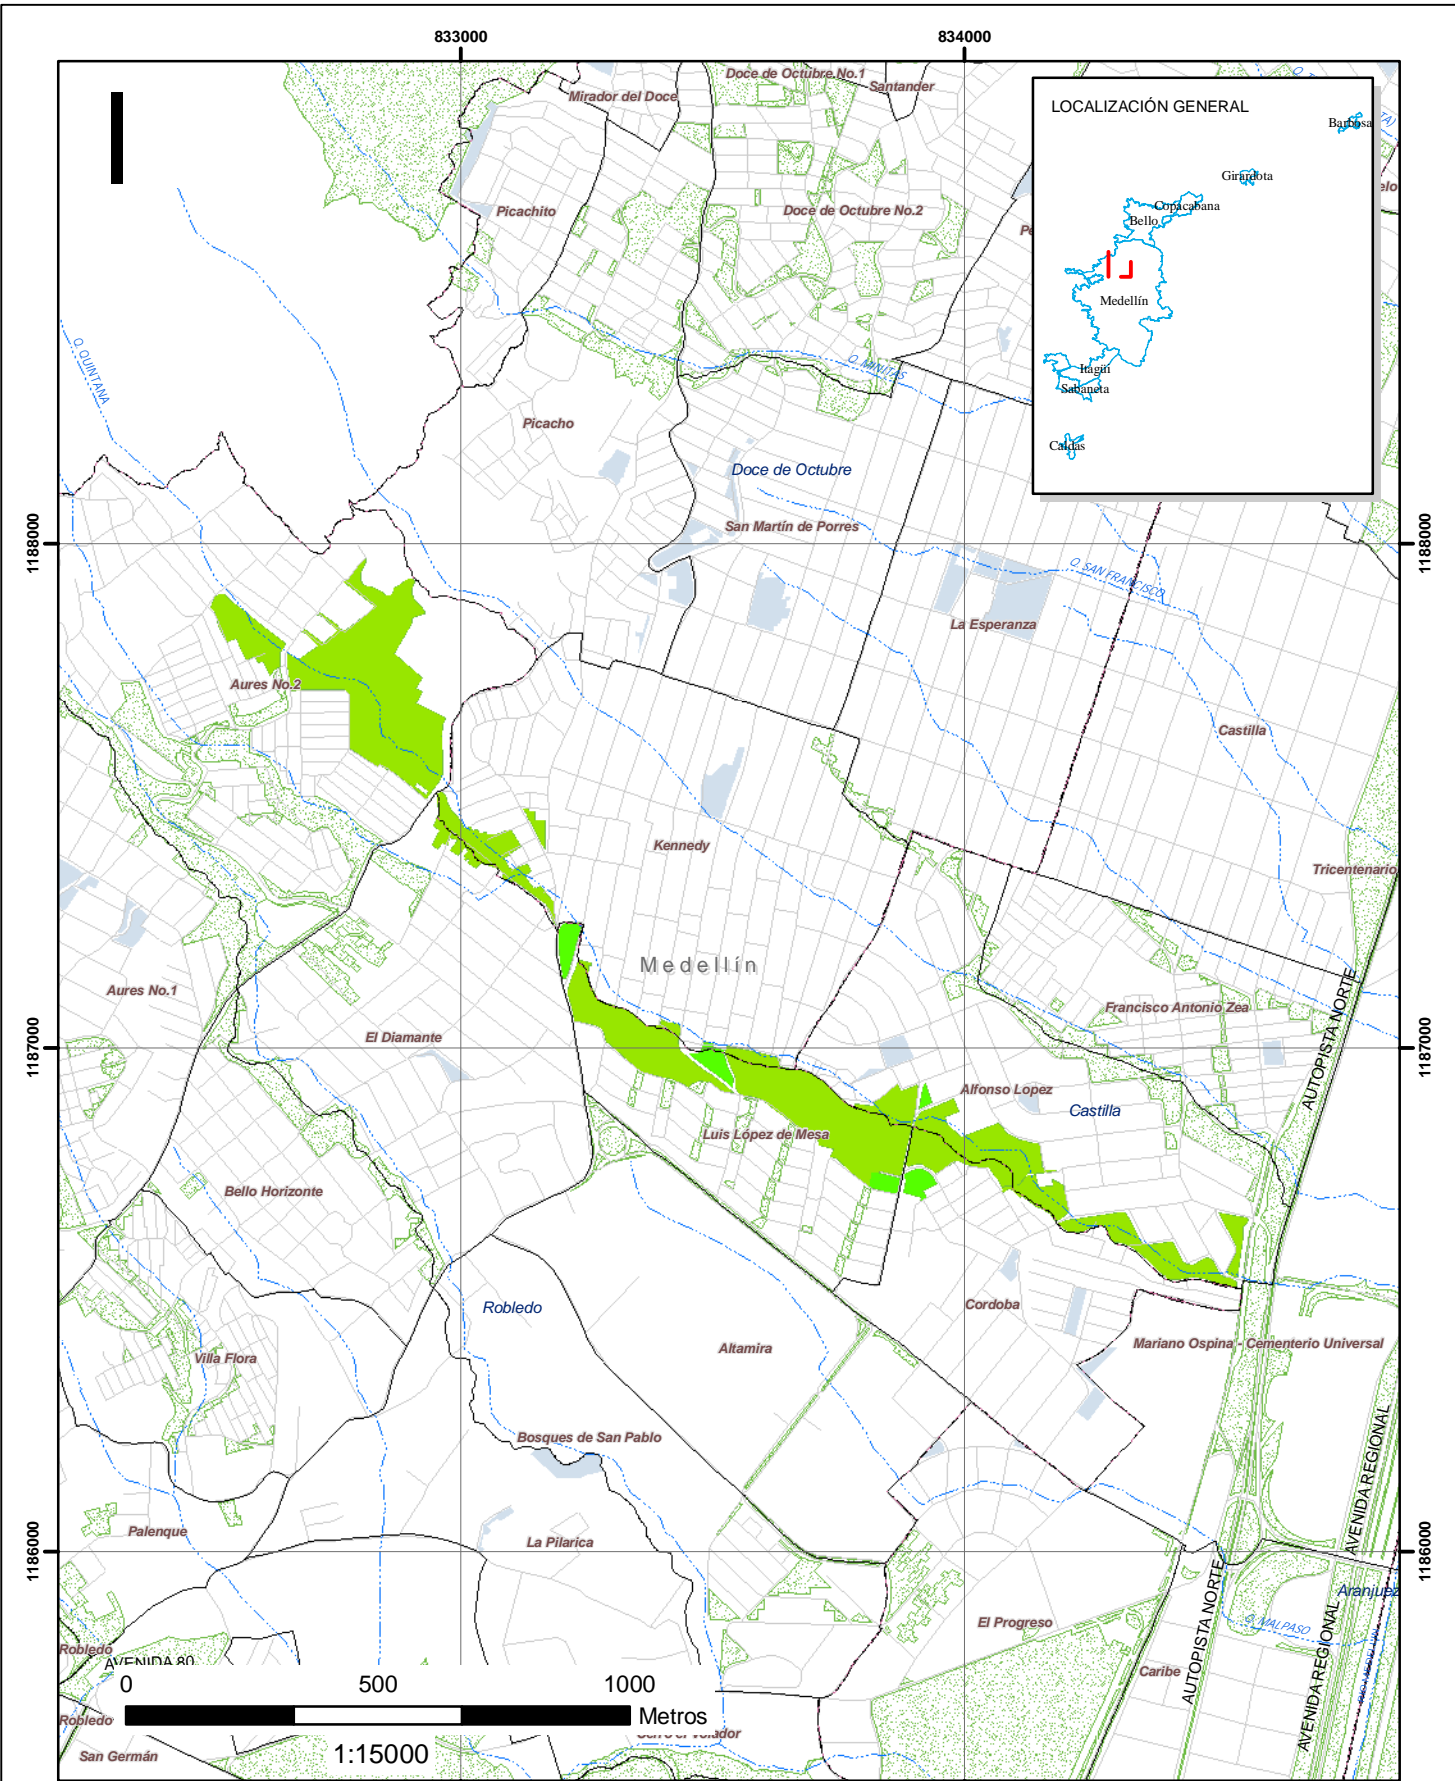 833000
834000
Doce de Octubre No.1
Santander
Mirador del Doce
LOCALIZACIÓN GENERAL
Barbosa
Girardota
Copacabana
Bello
Medellín
Itagüí
Sabaneta
Caldas
Picachito
Doce de Octubre No.2
Q. QUINTANA
Q. MINITAS
Picacho
Doce de Octubre
San Martín de Porres
1188000
1188000
Q. SAN FRANCISCO
La Esperanza
Aures No.2
Castilla
Kennedy
Tricentenario
Medellín
Aures No.1
Francisco Antonio Zea
El Diamante
AUTOPISTA NORTE
1187000
1187000
Alfonso Lopez
Castilla
Luis López de Mesa
Bello Horizonte
Robledo
Cordoba
Altamira
Mariano Ospina - Cementerio Universal
Villa Flora
Bosques de San Pablo
AVENIDA REGIONAL
Palenque
La Pilarica
1186000
1186000
Aranjuez
AUTOPISTA NORTE
El Progreso
Q. MALPASO
AVENIDA REGIONAL
Robledo
AVENIDA 80
Caribe
0 500 1000
Metros
Robledo
San Germán
1:15000